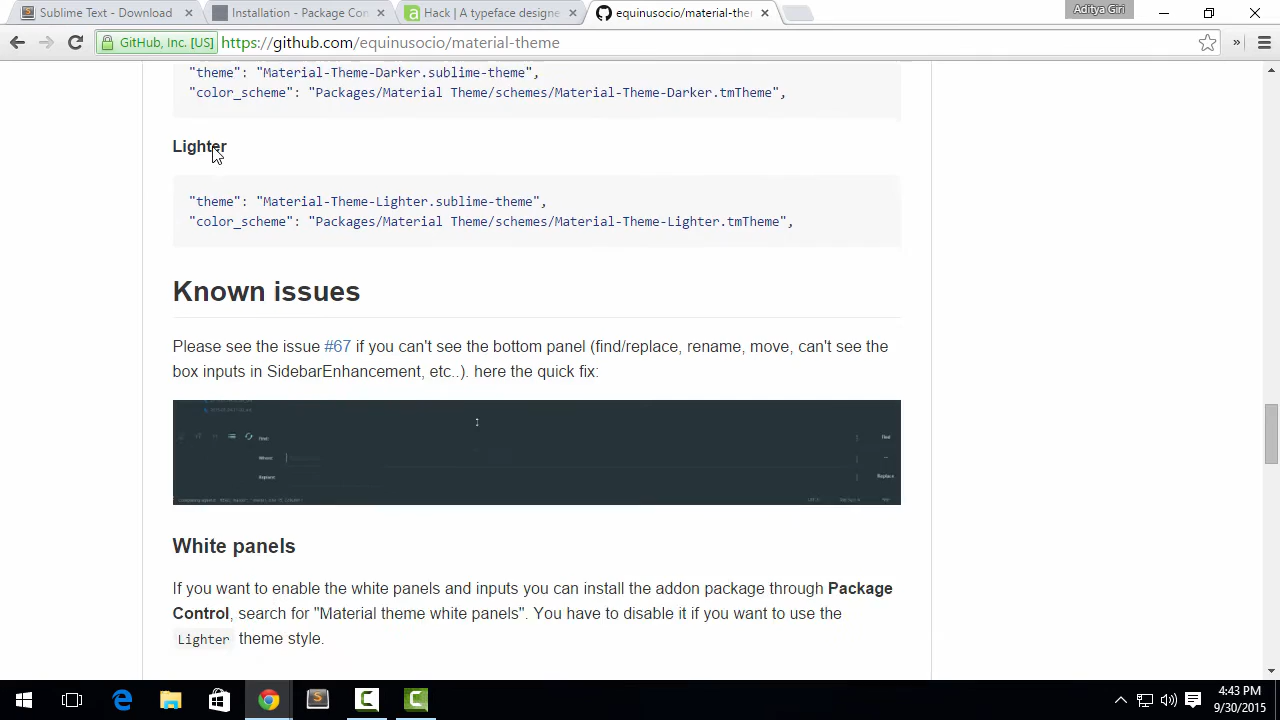 Sublime Text - Download
Installation - Package Con
Hack | A typeface designe
equinusocio/material-the
Aditya Giri
GitHub, Inc. [US]
https://github.com/equinusocio/material-theme
"theme": "Material-Theme-Darker.sublime-theme",
"color_scheme": "Packages/Material Theme/schemes/Material-Theme-Darker.tmTheme",
Lighter
"theme": "Material-Theme-Lighter.sublime-theme",
"color_scheme": "Packages/Material Theme/schemes/Material-Theme-Lighter.tmTheme",
Known issues
Please see the issue #67 if you can't see the bottom panel (find/replace, rename, move, can't see the
box inputs in SidebarEnhancement, etc..). here the quick fix:
Find:
Find
Where:
Replace:
Replace
White panels
If you want to enable the white panels and inputs you can install the addon package through Package
Control, search for "Material theme white panels". You have to disable it if you want to use the
Lighter theme style.
4:43 PM
9/30/2015